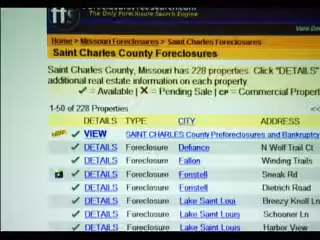 The Only Foreclosure Search Engine
Home > Missouri Foreclosures > Saint Charles Foreclosures
Saint Charles County Foreclosures
Saint Charles County, Missouri has 228 properties. Click "DETAILS"
additional real estate information on each property.
✔ = Available | ✖ = Pending Sale | CP = Commercial Propert
1-50 of 228 Properties <<
DETAILS TYPE CITY ADDRESS
✔ VIEW SAINT CHARLES County Preforeclosures and Bankruptcy
✔ DETAILS Foreclosure Defiance N Wolf Trail Ct
✔ DETAILS Foreclosure Fallon Winding Trails
✔ DETAILS Foreclosure Foristell Sneak Rd
✔ DETAILS Foreclosure Foristell Dietrich Road
✔ DETAILS Foreclosure Lake Saint Loui Breezy Knoll Ln
✔ DETAILS Foreclosure Lake Saint Louis Schooner Ln
✔ DETAILS Foreclosure Lake Saint Louis Harbor View